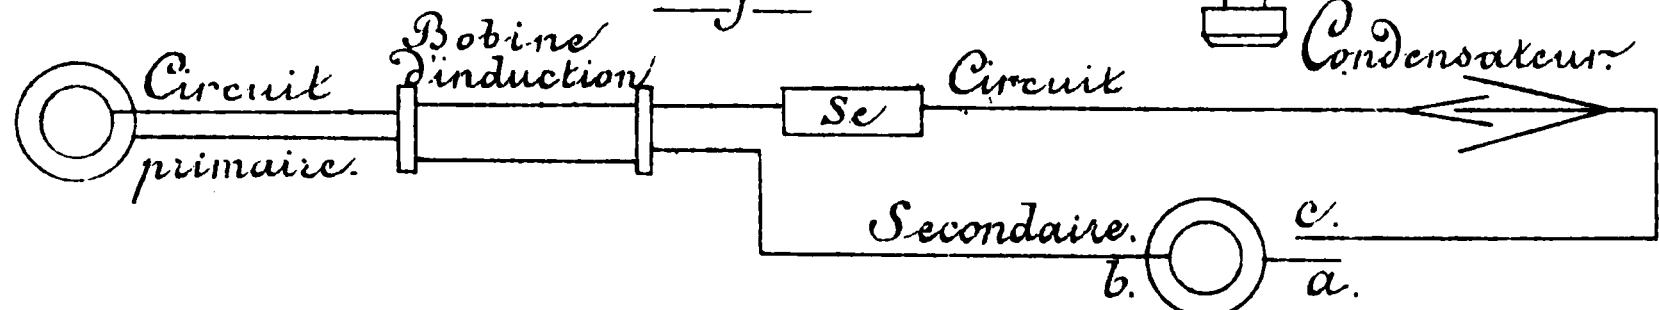 Bobine
d'induction
Circuit
primaire.
Se
Circuit
Condensateur.
Secondaire.
b.
c.
a.